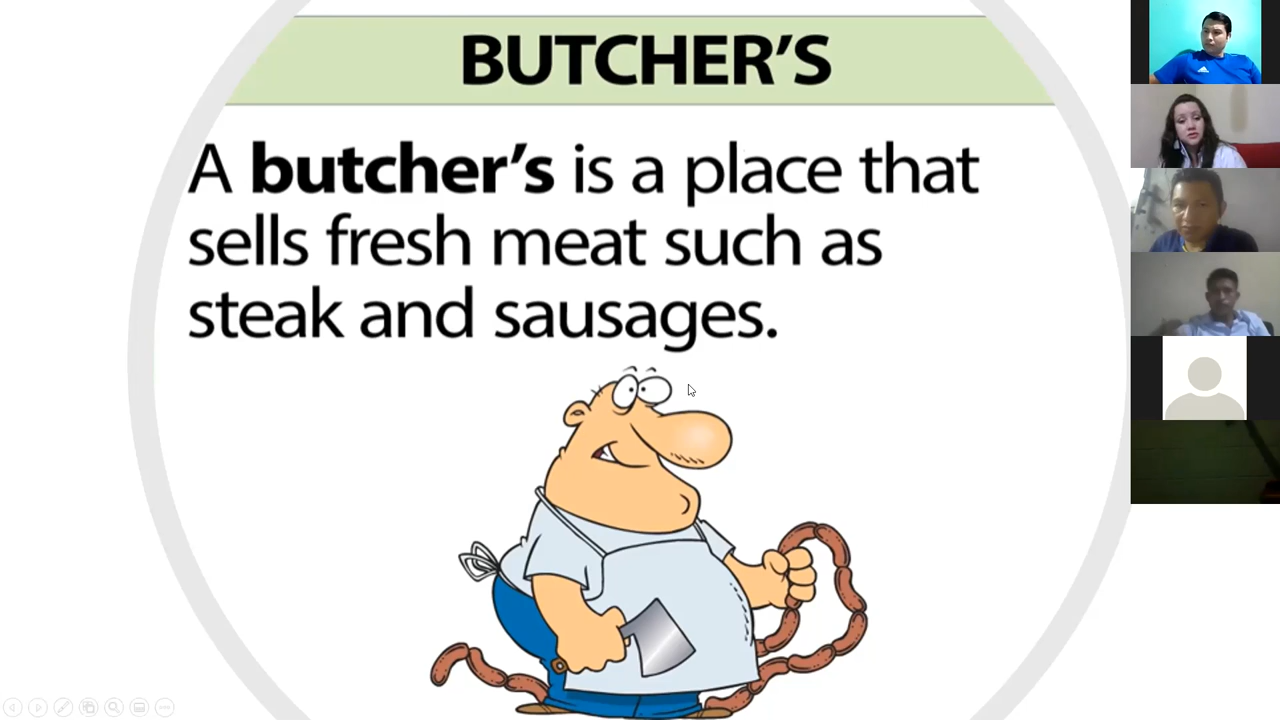 BUTCHER'S
A butcher's is a place that
sells fresh meat such as
steak and sausages.